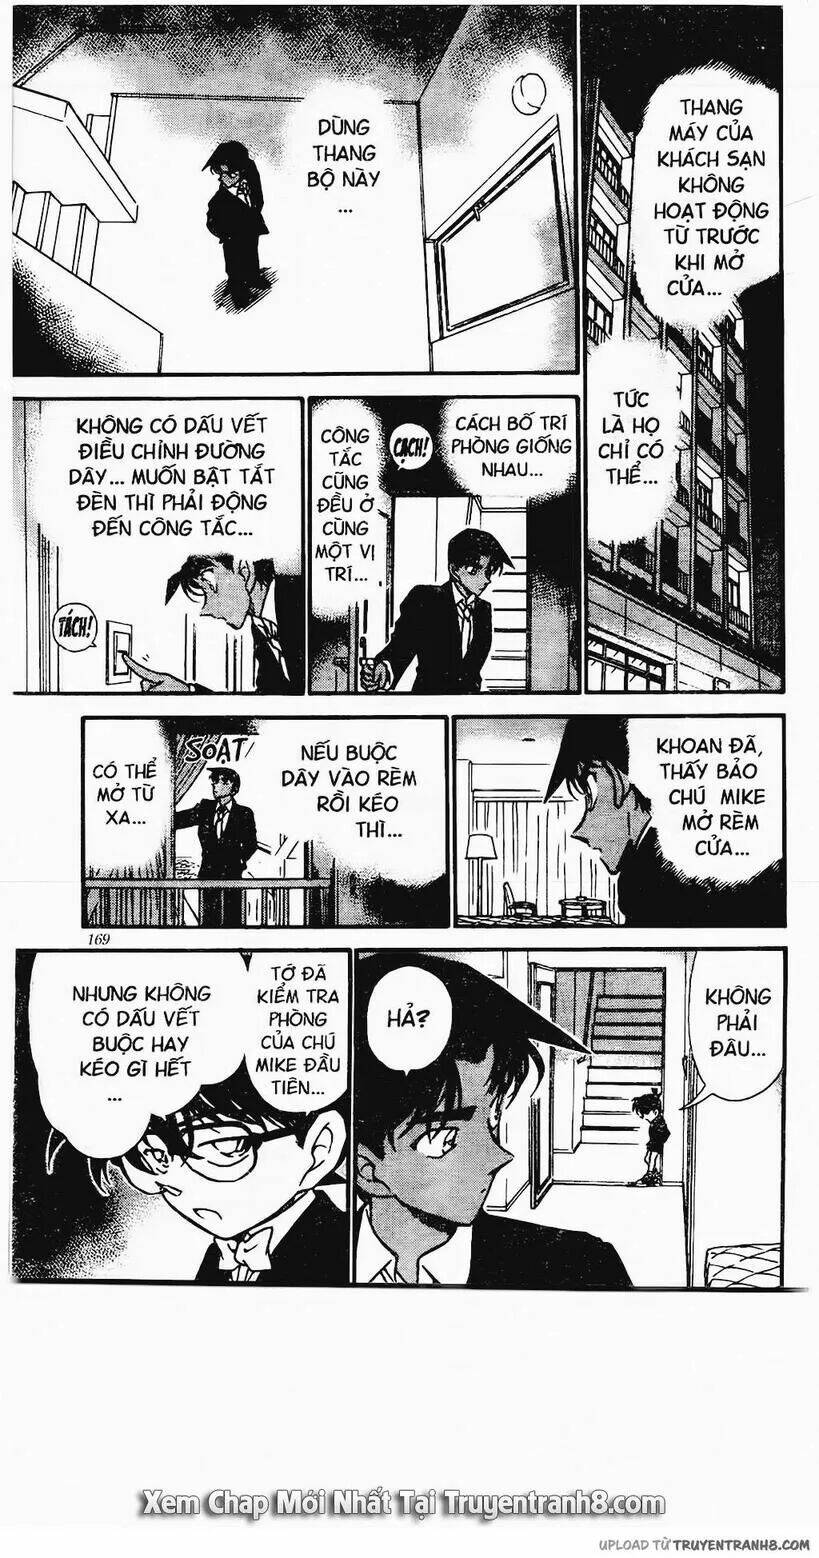 THANG
MÁY CỦA
KHÁCH SẠN
KHÔNG
HOẠT ĐỘNG
TỪ TRƯỚC
KHI MỞ
CỬA...
TỨC
LÀ HỌ
CHỈ CÓ
THỂ...
DÙNG
THANG
BỘ NÀY
...
CÁCH BỐ TRÍ
PHÒNG GIỐNG
NHAU...
CẠCH!
CÔNG
TẮC
CŨNG
ĐỀU Ở
CÙNG
MỘT VỊ
TRÍ...
KHÔNG CÓ DẤU VẾT
ĐIỀU CHỈNH ĐƯỜNG
DÂY... MUỐN BẬT TẮT
ĐÈN THÌ PHẢI ĐỘNG
ĐẾN CÔNG TẮC...
TÁCH!
KHOAN ĐÃ,
THẤY BẢO
CHÚ MIKE
MỞ RÈM
CỬA...
NẾU BUỘC
DÂY VÀO RÈM
RỒI KÉO
THÌ...
SOẠT
CÓ THỂ
MỞ TỪ
XA...
169
KHÔNG
PHẢI
ĐÂU...
HẢ?
TỚ ĐÃ
KIỂM TRA
PHÒNG
CỦA CHÚ
MIKE ĐẦU
TIÊN...
NHƯNG KHÔNG
CÓ DẤU VẾT
BUỘC HAY
KÉO GÌ HẾT
...
Xem Chap Mới Nhất Tại Truyentranh8.com
UPLOAD TỪ TRUYENTRANH8.COM